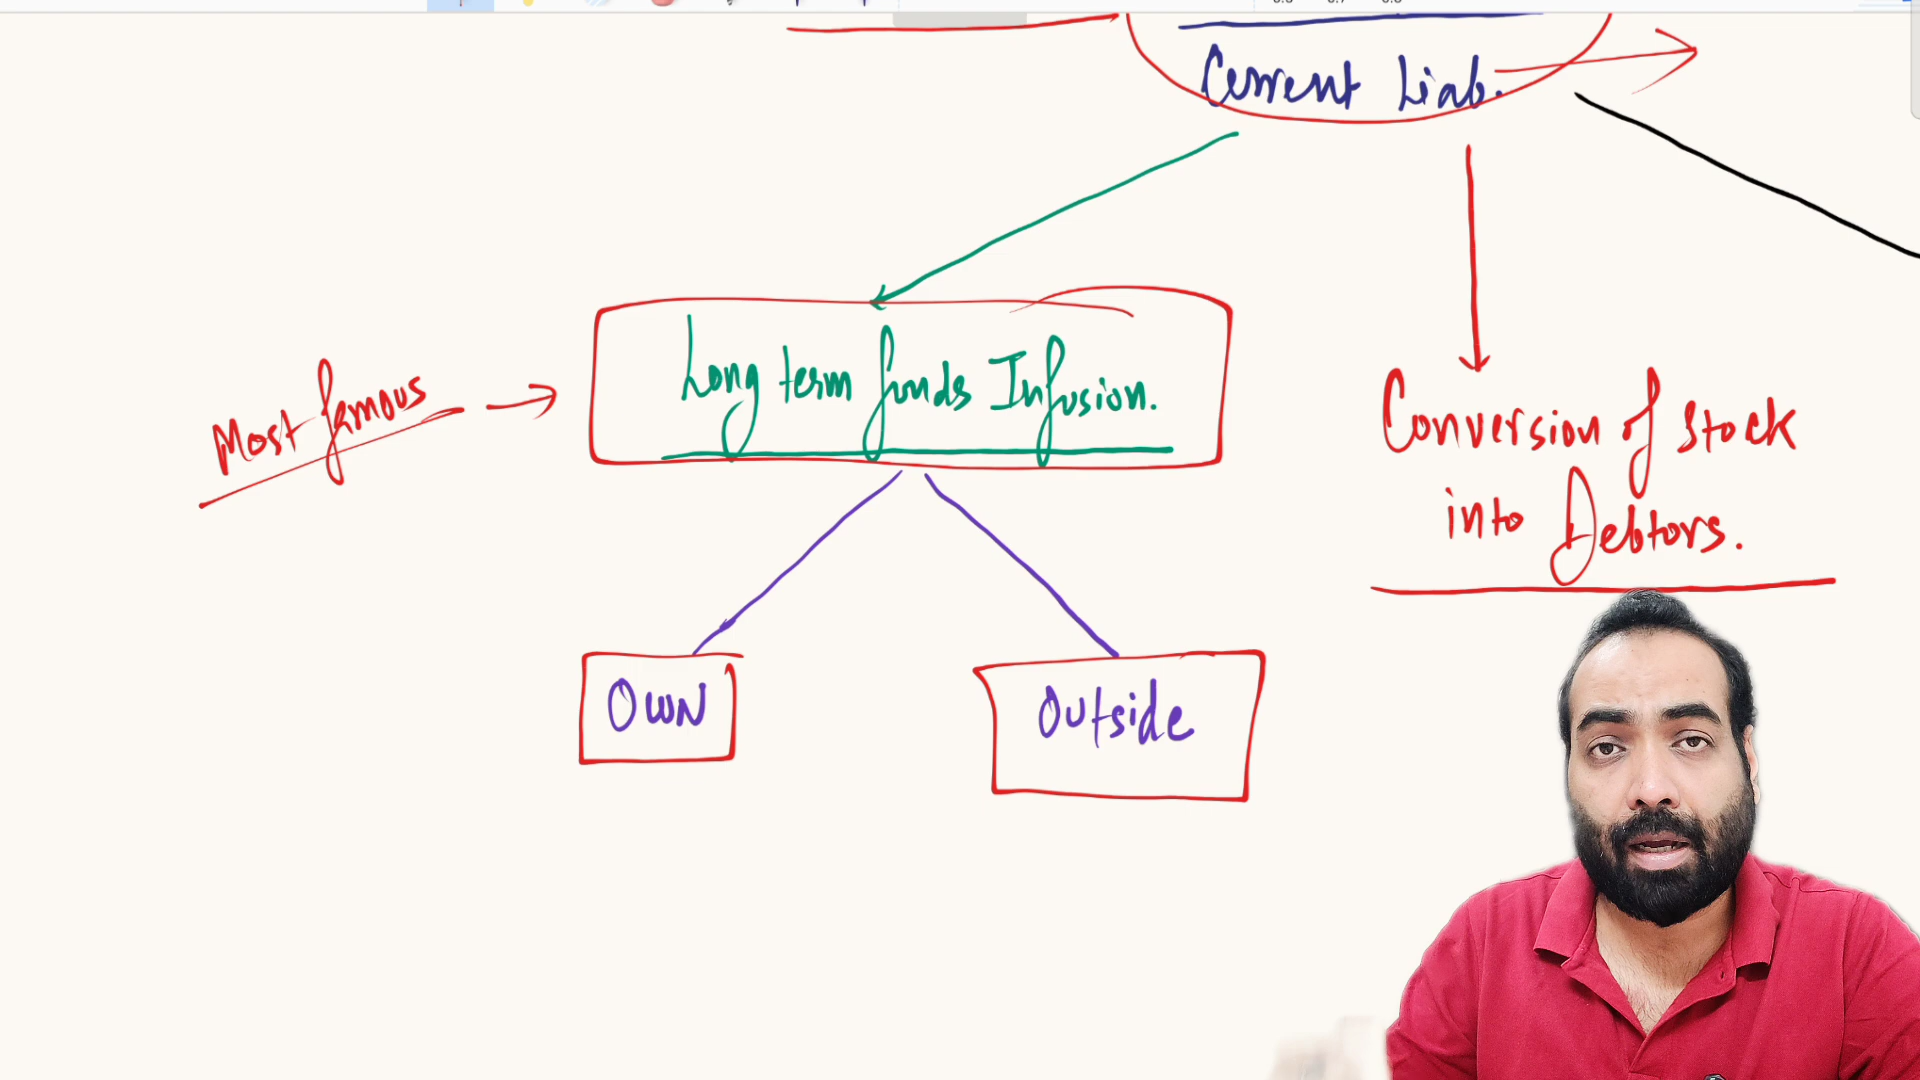 Current Liab.
Most famous
Long term funds Infusion.
Conversion of Stock
into Debtors.
Own
Outside